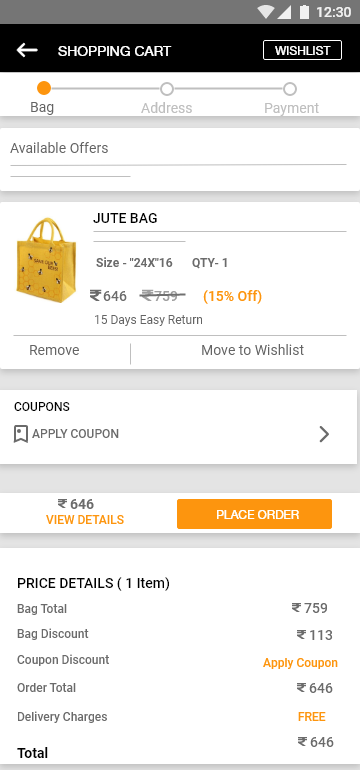 12:30
SHOPPING CART
WISHLIST
Bag
Address
Payment
Available Offers
JUTE BAG
Size - "24X"16 QTY- 1
₹ 646 ₹ 759 (15% Off)
15 Days Easy Return
Remove
Move to Wishlist
COUPONS
APPLY COUPON
₹ 646
VIEW DETAILS
PLACE ORDER
PRICE DETAILS ( 1 Item)
Bag Total ₹ 759
Bag Discount ₹ 113
Coupon Discount Apply Coupon
Order Total ₹ 646
Delivery Charges FREE
Total ₹ 646